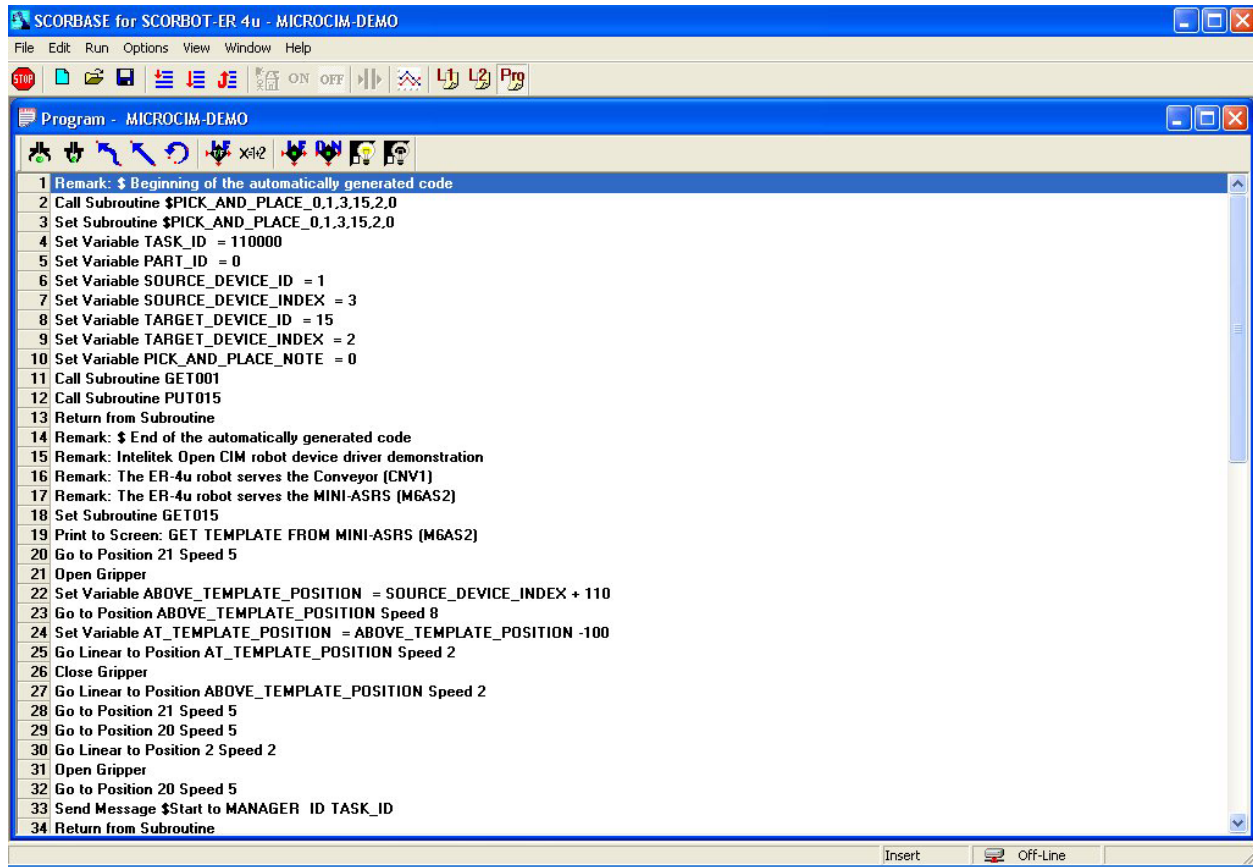 SCORBASE for SCORBOT-ER 4u - MICROCIM-DEMO
File Edit Run Options View Window Help
STOP ON OFF L1 L2 Prg
Program - MICROCIM-DEMO
X=1+2
1 Remark: $ Beginning of the automatically generated code
2 Call Subroutine $PICK_AND_PLACE_0,1,3,15,2,0
3 Set Subroutine $PICK_AND_PLACE_0,1,3,15,2,0
4 Set Variable TASK_ID = 110000
5 Set Variable PART_ID = 0
6 Set Variable SOURCE_DEVICE_ID = 1
7 Set Variable SOURCE_DEVICE_INDEX = 3
8 Set Variable TARGET_DEVICE_ID = 15
9 Set Variable TARGET_DEVICE_INDEX = 2
10 Set Variable PICK_AND_PLACE_NOTE = 0
11 Call Subroutine GET001
12 Call Subroutine PUT015
13 Return from Subroutine
14 Remark: $ End of the automatically generated code
15 Remark: Intelitek Open CIM robot device driver demonstration
16 Remark: The ER-4u robot serves the Conveyor (CNV1)
17 Remark: The ER-4u robot serves the MINI-ASRS (M6AS2)
18 Set Subroutine GET015
19 Print to Screen: GET TEMPLATE FROM MINI-ASRS (M6AS2)
20 Go to Position 21 Speed 5
21 Open Gripper
22 Set Variable ABOVE_TEMPLATE_POSITION = SOURCE_DEVICE_INDEX + 110
23 Go to Position ABOVE_TEMPLATE_POSITION Speed 8
24 Set Variable AT_TEMPLATE_POSITION = ABOVE_TEMPLATE_POSITION -100
25 Go Linear to Position AT_TEMPLATE_POSITION Speed 2
26 Close Gripper
27 Go Linear to Position ABOVE_TEMPLATE_POSITION Speed 2
28 Go to Position 21 Speed 5
29 Go to Position 20 Speed 5
30 Go Linear to Position 2 Speed 2
31 Open Gripper
32 Go to Position 20 Speed 5
33 Send Message $Start to MANAGER ID TASK_ID
34 Return from Subroutine
Insert Off-Line